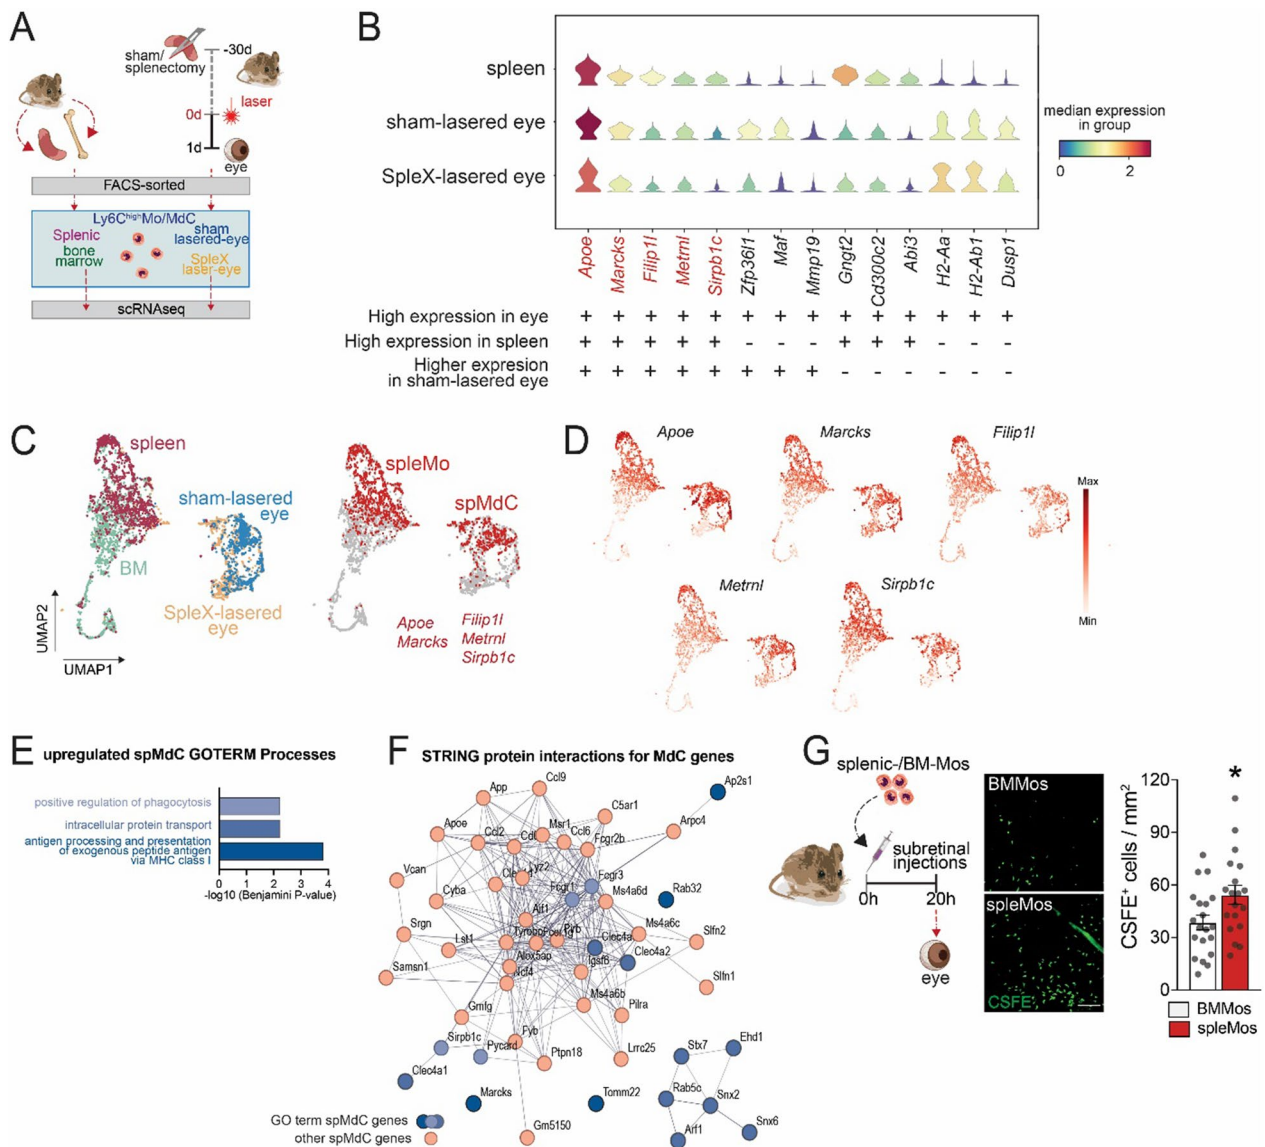 A
sham/
splenectomy
-30d
laser
0d
1d
eye
FACS-sorted
Ly6ChighMo/MdC
Splenic
bone
marrow
sham
lasered-eye
SpleX
laser-eye
scRNAseq
B
spleen
sham-lasered eye
SpleX-lasered eye
median expression
in group
0 2
Apoe
Marcks
Filip1l
Metrnl
Sirpb1c
Zfp36l1
Maf
Mmp19
Gngt2
Cd300c2
Abi3
H2-Aa
H2-Ab1
Dusp1
High expression in eye + + + + + + + + + + + + + +
High expression in spleen + + + + + - - - + + + - - -
Higher expresion
in sham-lasered eye + + + + + + + + - - - - - -
C
spleen
BM
sham-lasered
eye
SpleX-lasered
eye
UMAP2
UMAP1
spleMo
spMdC
Apoe
Marcks
Filip1l
Metrnl
Sirpb1c
D
Apoe
Marcks
Filip1l
Metrnl
Sirpb1c
Max
Min
E
upregulated spMdC GOTERM Processes
positive regulation of phagocytosis
intracellular protein transport
antigen processing and presentation
of exogenous peptide antigen
via MHC class I
0 1 2 3 4
-log10 (Benjamini P-value)
F
STRING protein interactions for MdC genes
Ccl9
App
Ap2s1
C5ar1
Apoe
Ccl2
Msr1
Ccl6
Arpc4
Fcgr2b
Lyz2
Vcan
Fcgr3
Cyba
Fcgr1
Ms4a6d
Rab32
Aif1
Srgn
Ms4a6c
Slfn2
Lst1
Clec4a
Alox5ap
Igsf6
Clec4a2
Samsn1
Ncf4
Slfn1
Ms4a6b
Pilra
Gmfg
Fyb
Sirpb1c
Pycard
Ptpn18
Lrrc25
Stx7
Ehd1
Clec4a1
Marcks
Tomm22
Rab5c
Snx2
Snx6
Arf1
Gm5150
GO term spMdC genes
other spMdC genes
G
splenic-/BM-Mos
subretinal
injections
0h
20h
eye
BMMos
spleMos
CSFE
CSFE+ cells / mm2
120
90
60
30
0
*
BMMos
spleMos